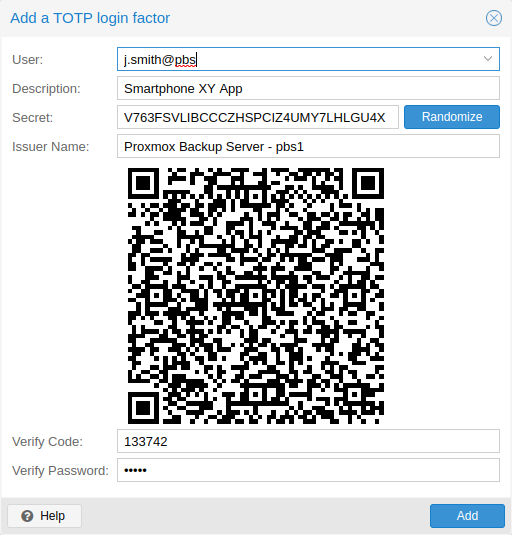 Add a TOTP login factor
User: j.smith@pbs
Description: Smartphone XY App
Secret: V763FSVLIBCCCZHSPCIZ4UMY7LHLGU4X Randomize
Issuer Name: Proxmox Backup Server - pbs1
Verify Code: 133742
Verify Password: •••••
? Help Add